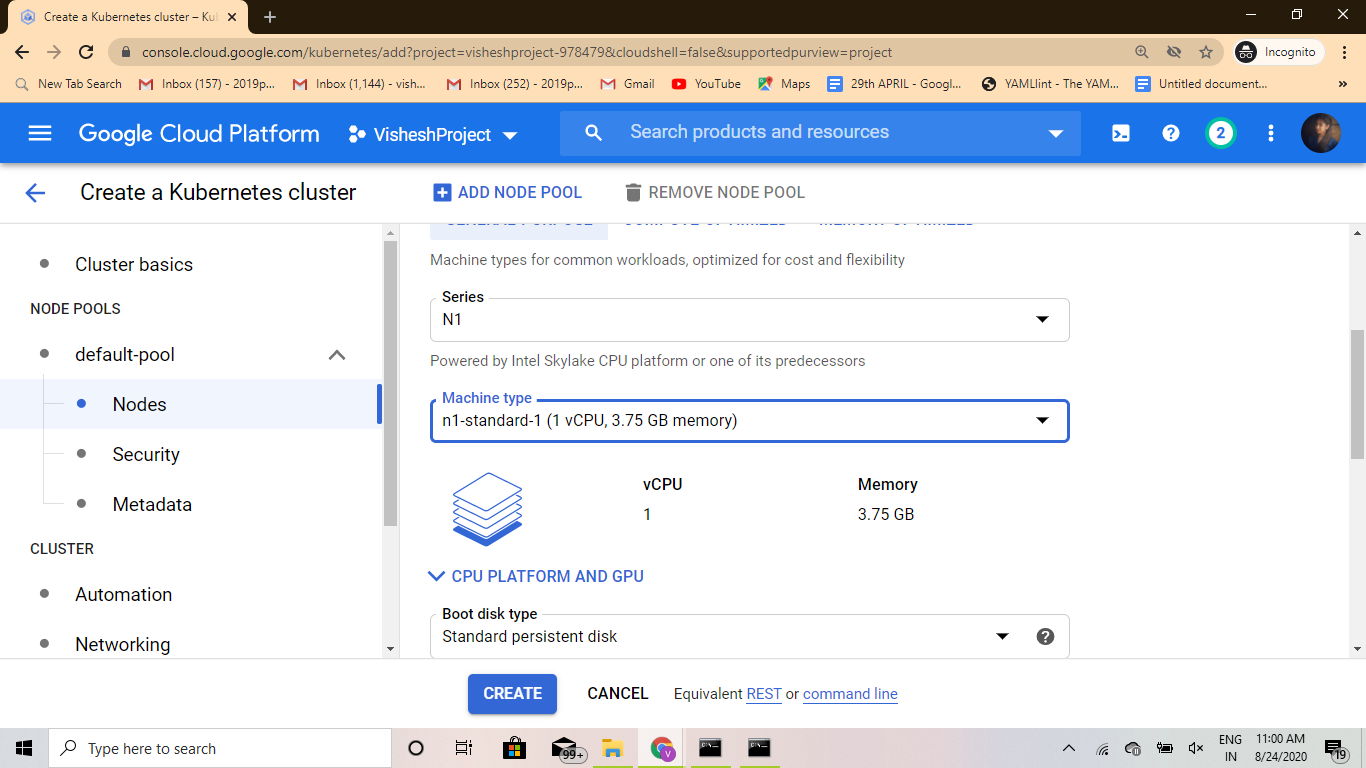 Create a Kubernetes cluster – Ku
console.cloud.google.com/kubernetes/add?project=visheshproject-978479&cloudshell=false&supportedpurview=project
Incognito
New Tab Search
Inbox (157) - 2019p...
Inbox (1,144) - vish...
Inbox (252) - 2019p...
Gmail
YouTube
Maps
29th APRIL - Googl...
YAMLlint - The YAM...
Untitled document...
Google Cloud Platform
VisheshProject
Search products and resources
2
Create a Kubernetes cluster
ADD NODE POOL
REMOVE NODE POOL
Cluster basics
NODE POOLS
default-pool
Nodes
Security
Metadata
CLUSTER
Automation
Networking
GENERAL-PURPOSE
COMPUTE-OPTIMIZED
MEMORY-OPTIMIZED
Machine types for common workloads, optimized for cost and flexibility
Series
N1
Powered by Intel Skylake CPU platform or one of its predecessors
Machine type
n1-standard-1 (1 vCPU, 3.75 GB memory)
vCPU
Memory
1
3.75 GB
CPU PLATFORM AND GPU
Boot disk type
Standard persistent disk
CREATE
CANCEL
Equivalent REST or command line
Type here to search
99+
V
ENG
IN
11:00 AM
8/24/2020
19